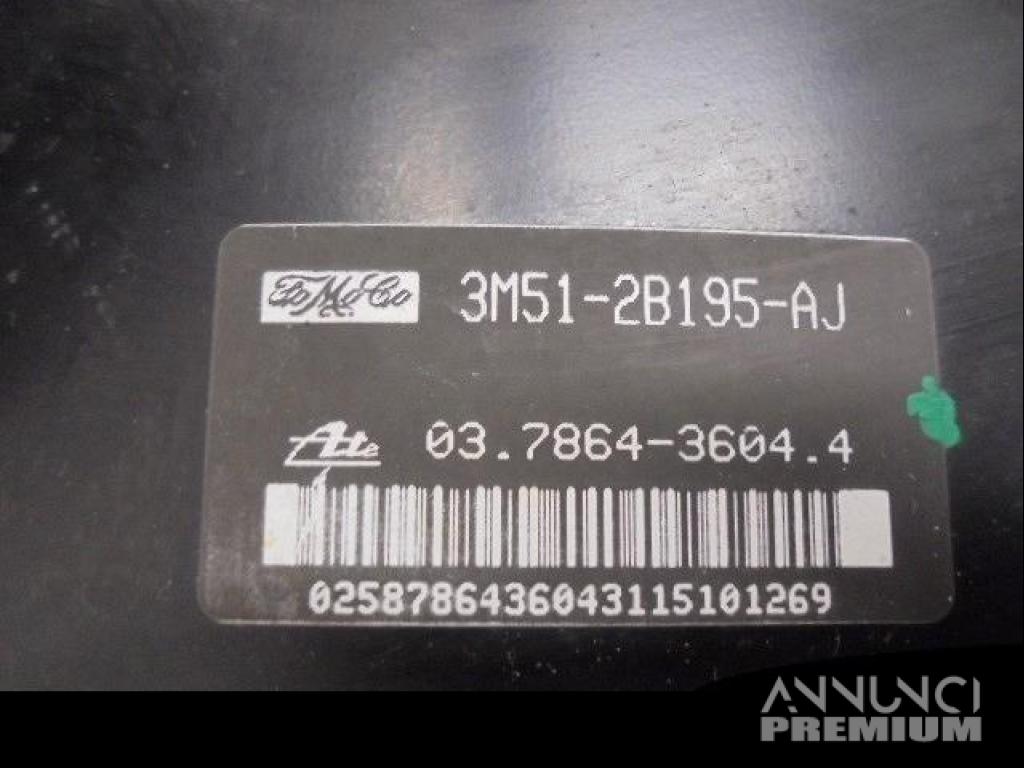 FoMoCo 3M51-2B195-AJ
Ate 03.7864-3604.4
0258786436043115101269
ANNUNCI
PREMIUM